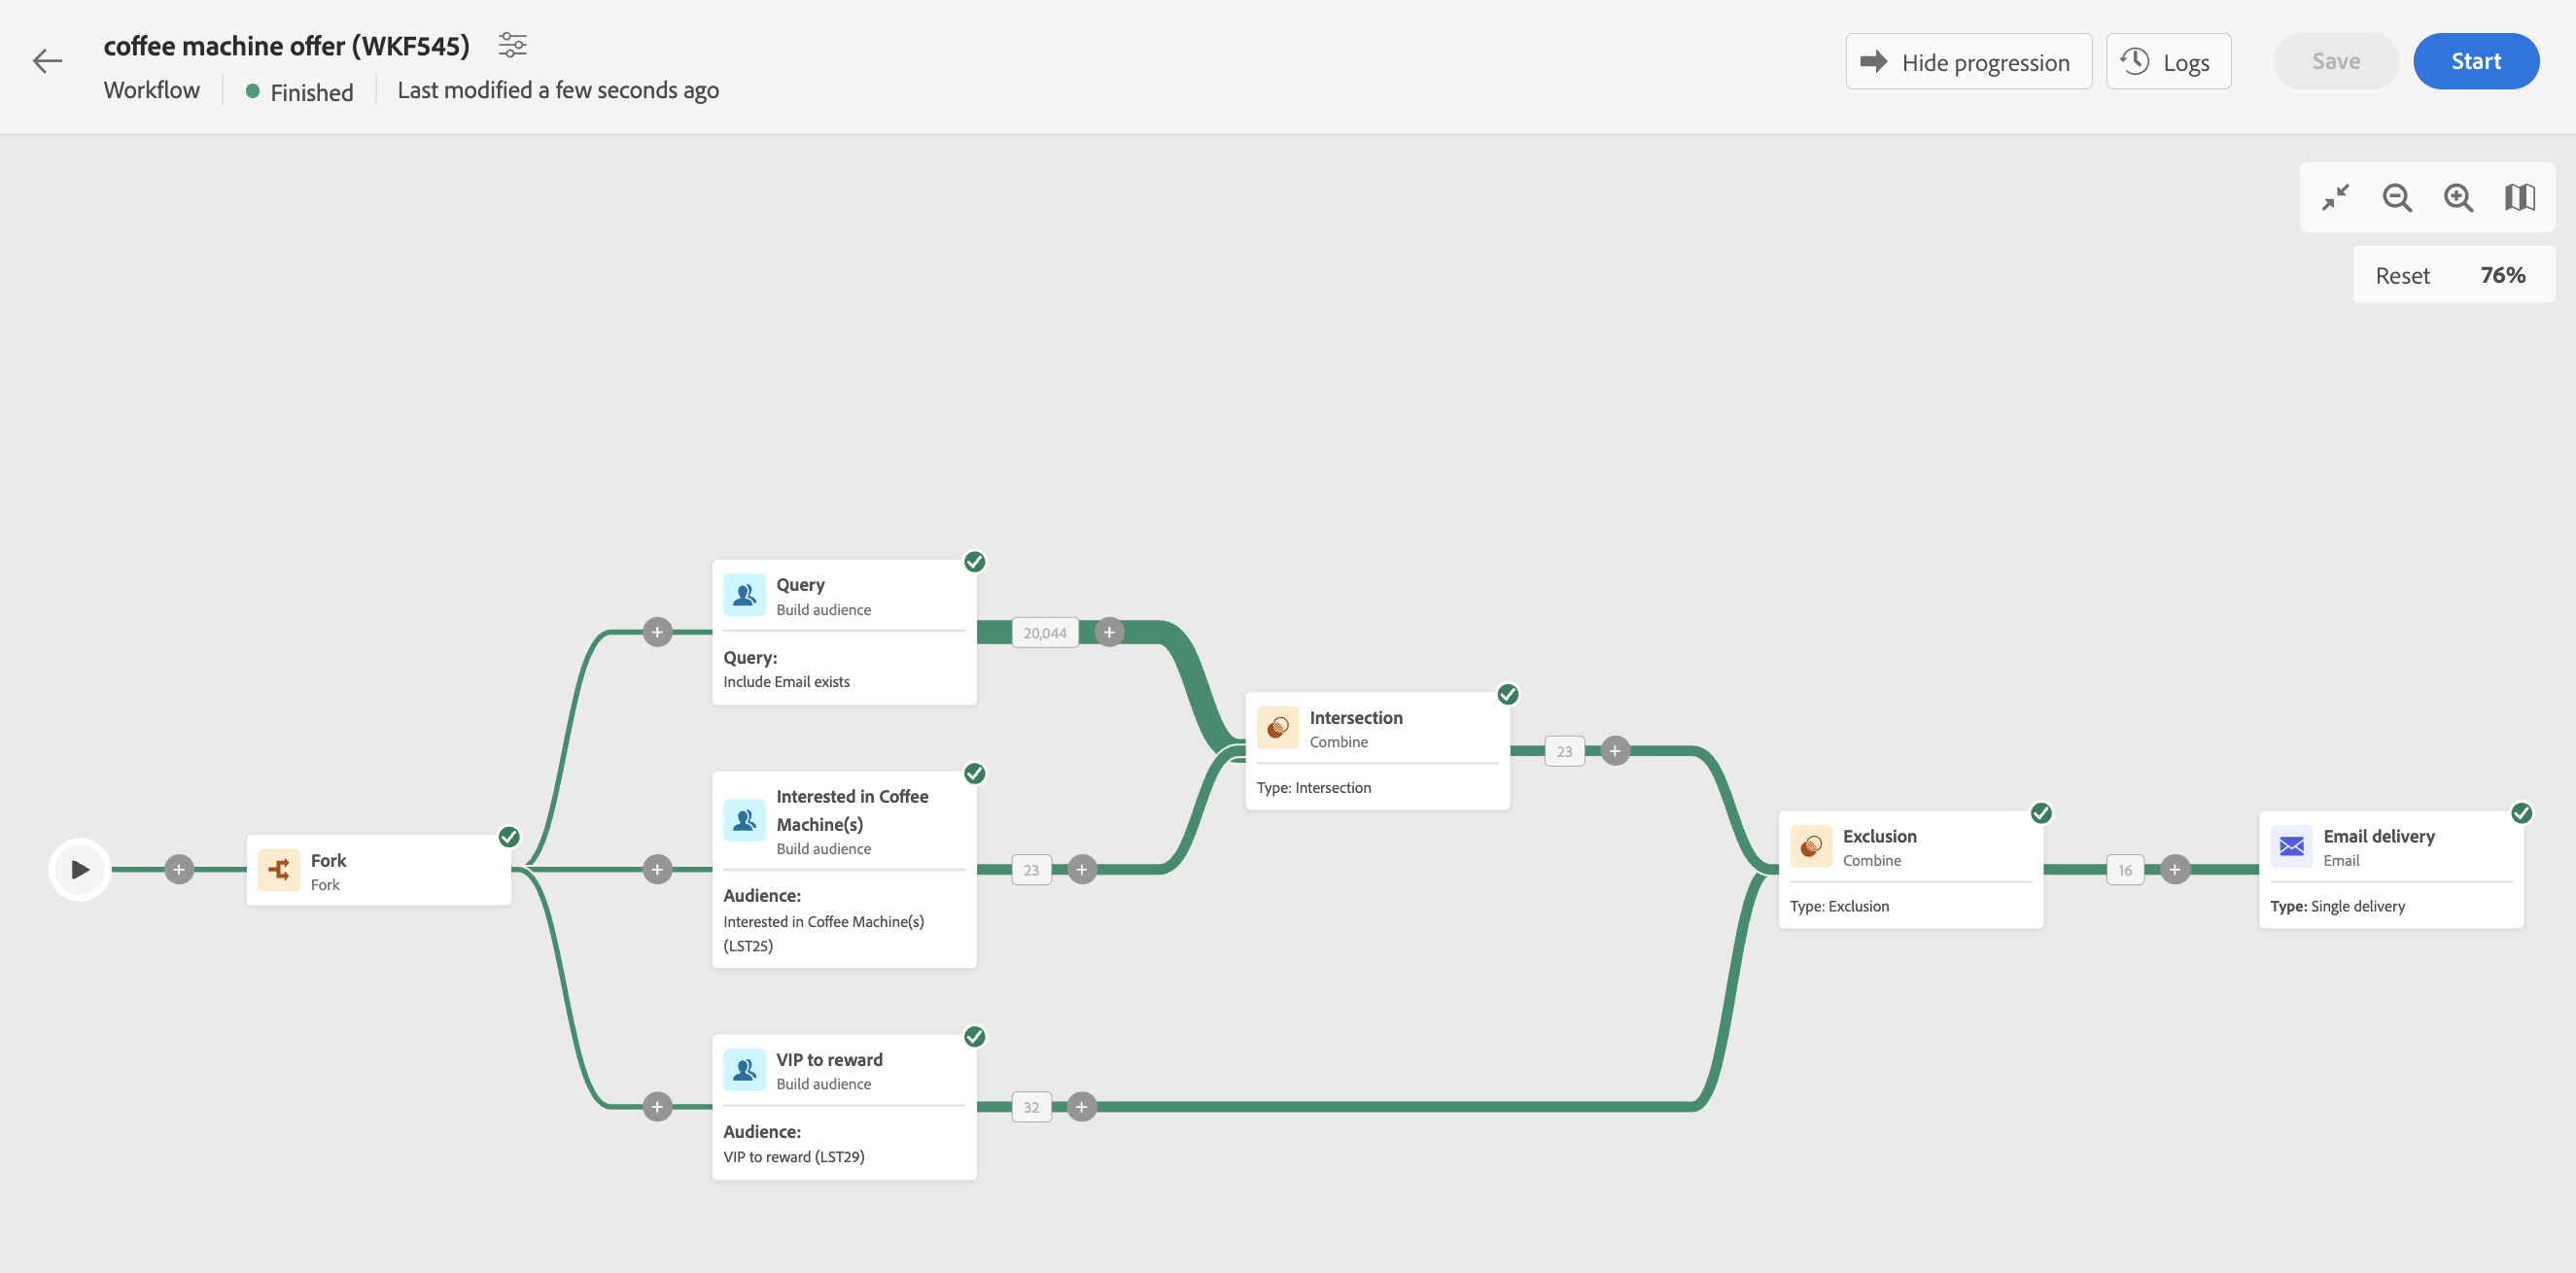 coffee machine offer (WKF545)
Workflow
Finished
Last modified a few seconds ago
Hide progression
Logs
Save
Start
Reset
76%
Fork
Fork
Query
Build audience
Query:
Include Email exists
20,044
Interested in Coffee
Machine(s)
Build audience
Audience:
Interested in Coffee Machine(s)
(LST25)
23
VIP to reward
Build audience
Audience:
VIP to reward (LST29)
32
Intersection
Combine
Type: Intersection
23
Exclusion
Combine
Type: Exclusion
16
Email delivery
Email
Type: Single delivery